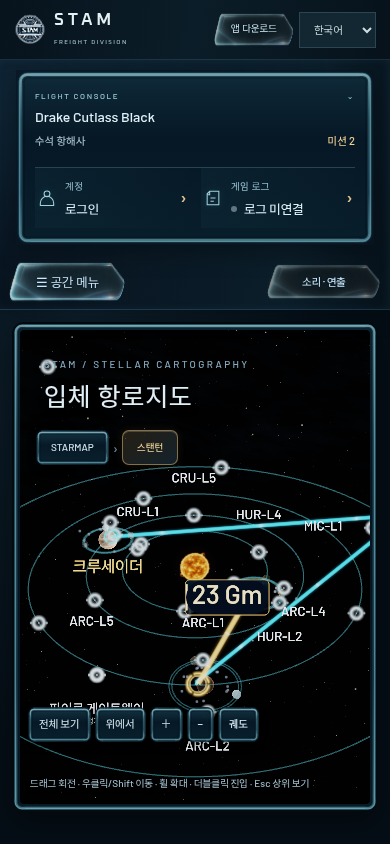 STAM
STAM
FREIGHT DIVISION
앱 다운로드
한국어
FLIGHT CONSOLE
Drake Cutlass Black
수석 항해사
미션 2
계정
로그인
›
게임 로그
로그 미연결
›
☰ 공간 메뉴
소리·연출
STAM / STELLAR CARTOGRAPHY
입체 항로지도
STARMAP
›
스탠턴
CRU-L5
CRU-L1
HUR-L4
MIC-L1
크루세이더
23 Gm
ARC-L4
ARC-L5
ARC-L1
HUR-L2
전체 보기
위에서
+
-
궤도
ARC-L2
드래그 회전 · 우클릭/Shift 이동 · 휠 확대 · 더블클릭 진입 · Esc 상위 보기